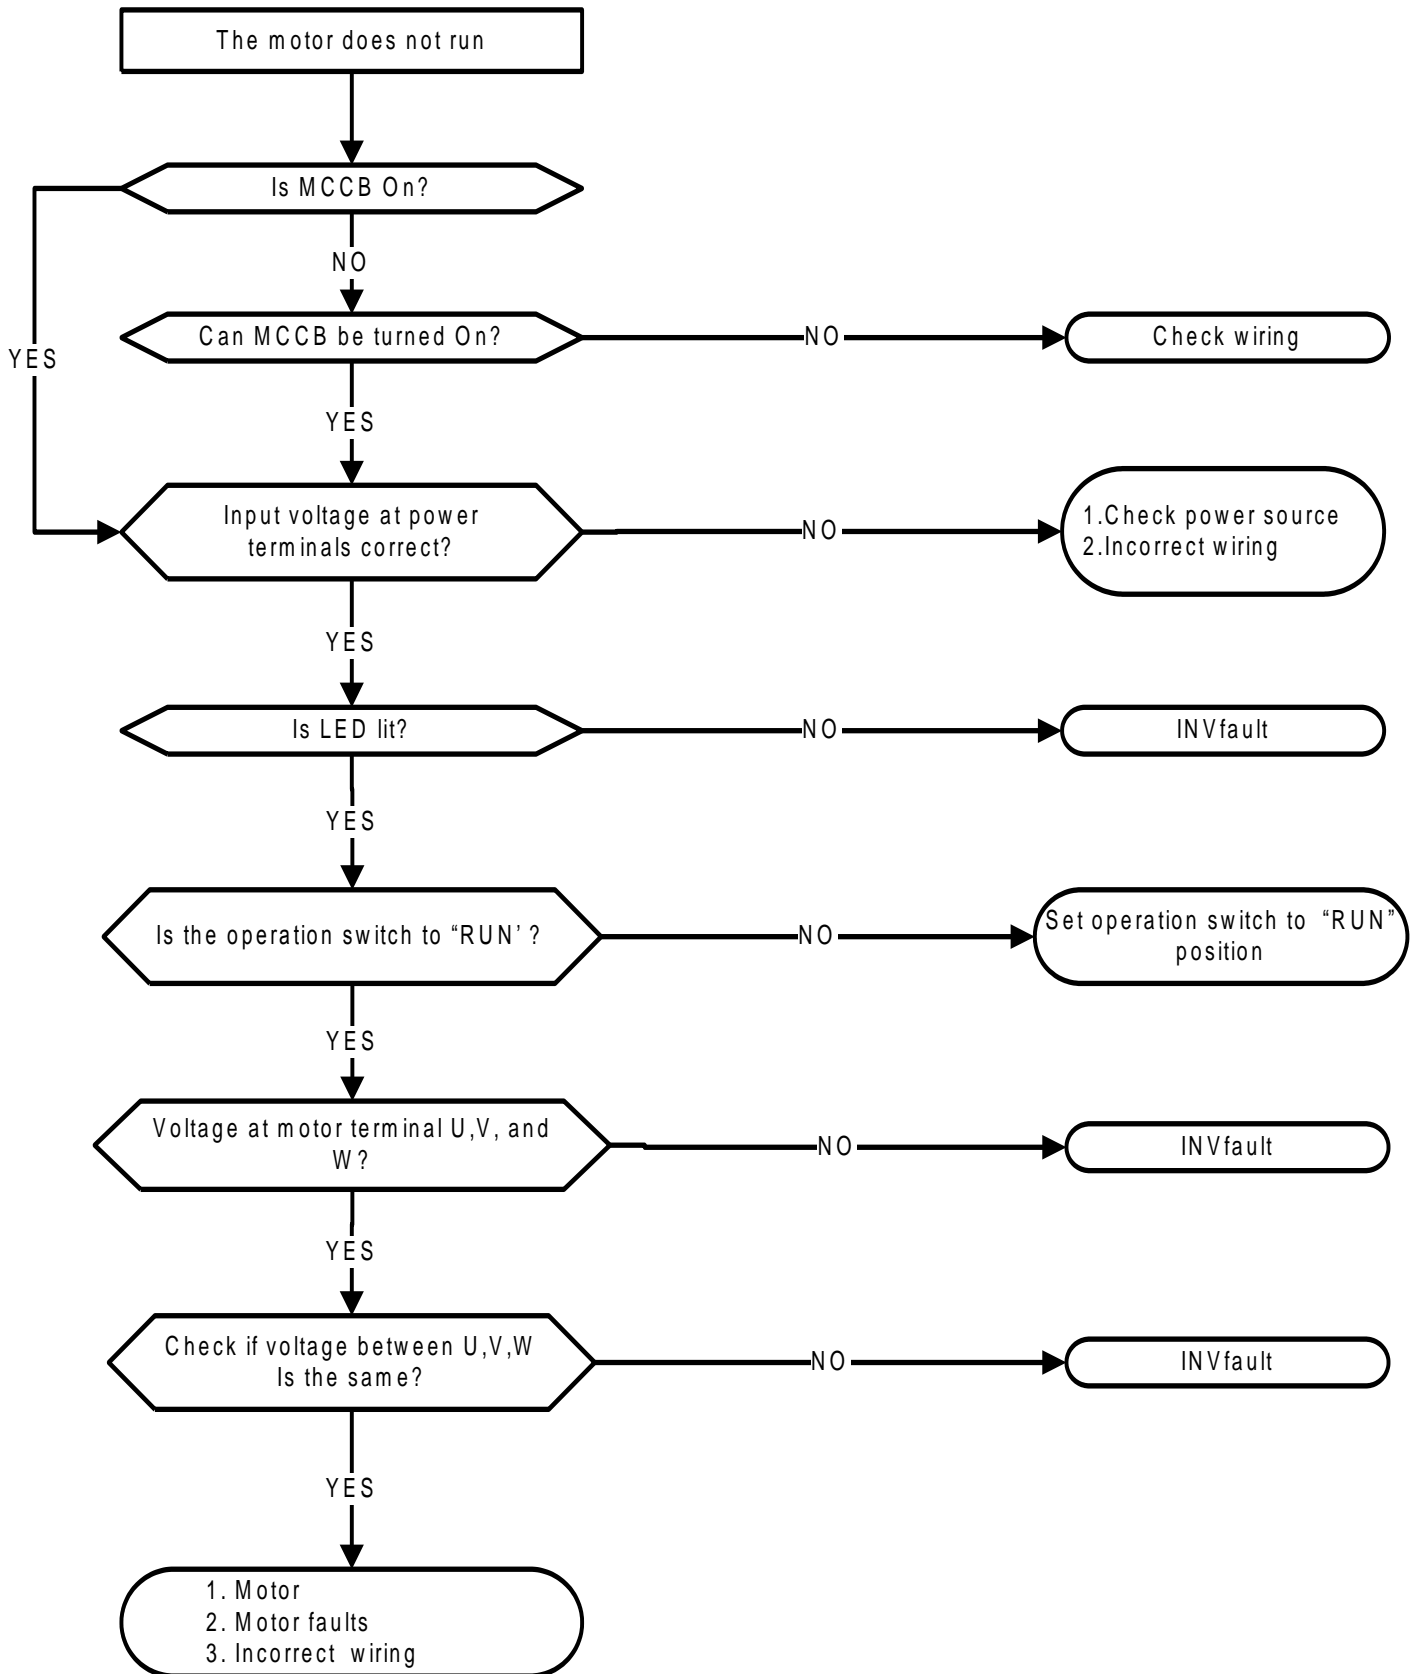 The motor does not run
Is MCCB On?
NO
YES
Can MCCB be turned On?
NO
Check wiring
YES
Input voltage at power
terminals correct?
NO
1.Check power source
2.Incorrect wiring
YES
Is LED lit?
NO
INVfault
YES
Is the operation switch to “RUN’ ?
NO
Set operation switch to “RUN”
position
YES
Voltage at motor terminal U,V, and
W?
NO
INVfault
YES
Check if voltage between U,V,W
Is the same?
NO
INVfault
YES
1. Motor
2. Motor faults
3. Incorrect wiring